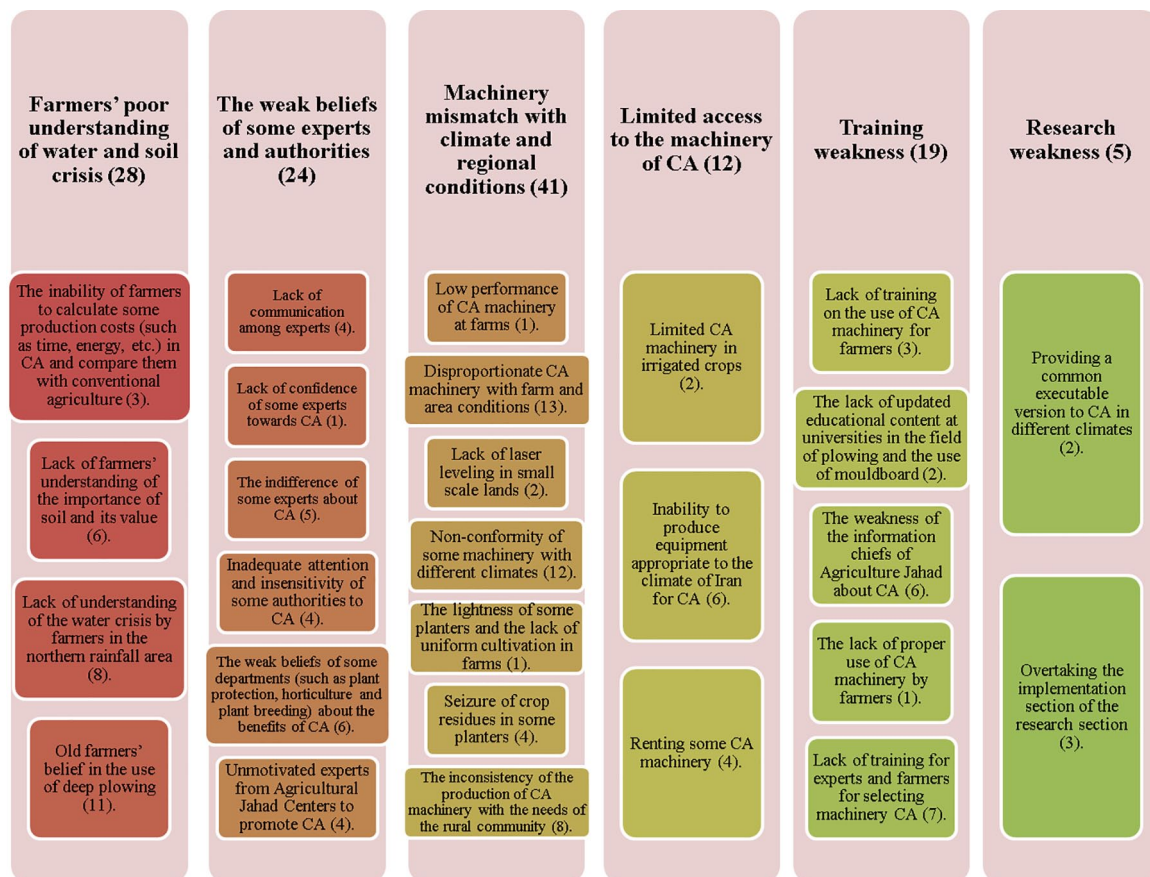 Farmers' poor
understanding
of water and soil
crisis (28)
The inability of farmers
to calculate some
production costs (such
as time, energy, etc.) in
CA and compare them
with conventional
agriculture (3).
Lack of farmers'
understanding of
the importance of
soil and its value
(6).
Lack of understanding
of the water crisis by
farmers in the
northern rainfall area
(8).
Old farmers'
belief in the use
of deep plowing
(11).
The weak beliefs
of some experts
and authorities
(24)
Lack of
communication
among experts (4).
Lack of confidence
of some experts
towards CA (1).
The indifference of
some experts about
CA (5).
Inadequate attention
and insensitivity of
some authorities to
CA (4).
The weak beliefs of some
departments (such as plant
protection, horticulture and
plant breeding) about the
benefits of CA (6).
Unmotivated experts
from Agricultural
Jahad Centers to
promote CA (4).
Machinery
mismatch with
climate and
regional
conditions (41)
Low performance
of CA machinery
at farms (1).
Disproportionate CA
machinery with farm and
area conditions (13).
Lack of laser
leveling in small
scale lands (2).
Non-conformity of
some machinery with
different climates (12).
The lightness of some
planters and the lack of
uniform cultivation in
farms (1).
Seizure of crop
residues in some
planters (4).
The inconsistency of the
production of CA
machinery with the needs of
the rural community (8).
Limited access
to the machinery
of CA (12)
Limited CA
machinery in
irrigated crops
(2).
Inability to
produce
equipment
appropriate to the
climate of Iran
for CA (6).
Renting some CA
machinery (4).
Training
weakness (19)
Lack of training
on the use of CA
machinery for
farmers (3).
The lack of updated
educational content at
universities in the field
of plowing and the use
of mouldboard (2).
The weakness of
the information
chiefs of
Agriculture Jahad
about CA (6).
The lack of proper
use of CA
machinery by
farmers (1).
Lack of training for
experts and farmers
for selecting
machinery CA (7).
Research
weakness (5)
Providing a
common
executable
version to CA in
different climates
(2).
Overtaking the
implementation
section of the
research section
(3).